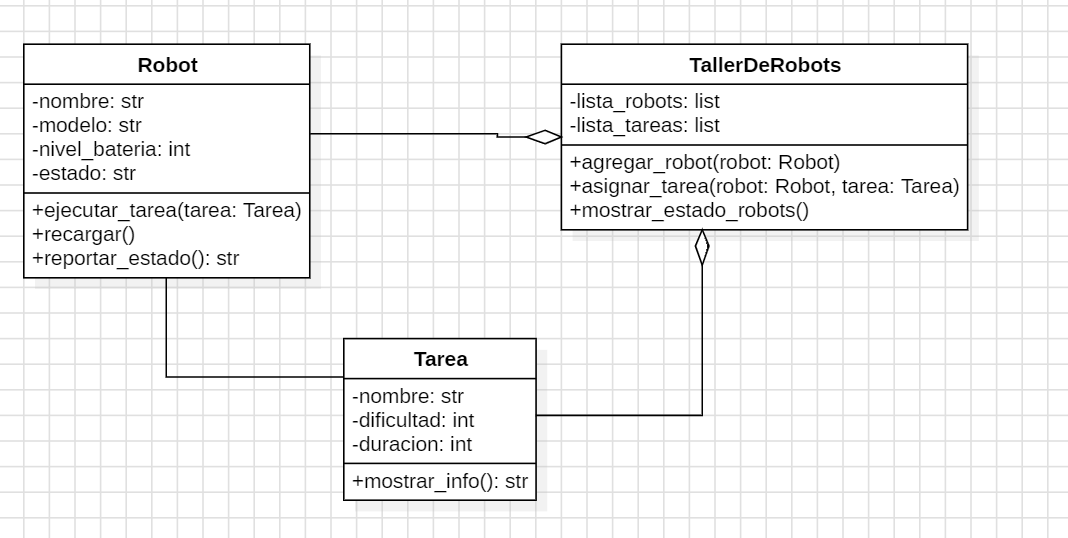 Robot
-nombre: str
-modelo: str
-nivel_bateria: int
-estado: str
+ejecutar_tarea(tarea: Tarea)
+recargar()
+reportar_estado(): str
TallerDeRobots
-lista_robots: list
-lista_tareas: list
+agregar_robot(robot: Robot)
+asignar_tarea(robot: Robot, tarea: Tarea)
+mostrar_estado_robots()
Tarea
-nombre: str
-dificultad: int
-duracion: int
+mostrar_info(): str